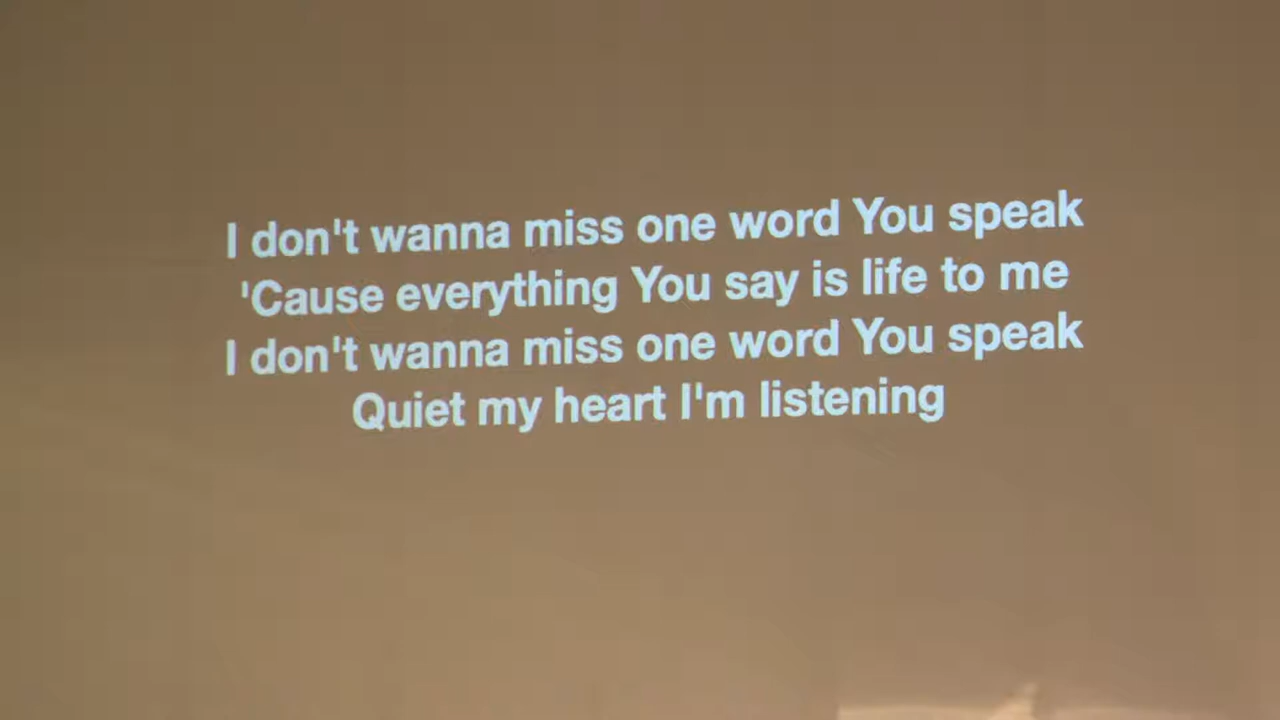 I don't wanna miss one word You speak
'Cause everything You say is life to me
I don't wanna miss one word You speak
Quiet my heart I'm listening